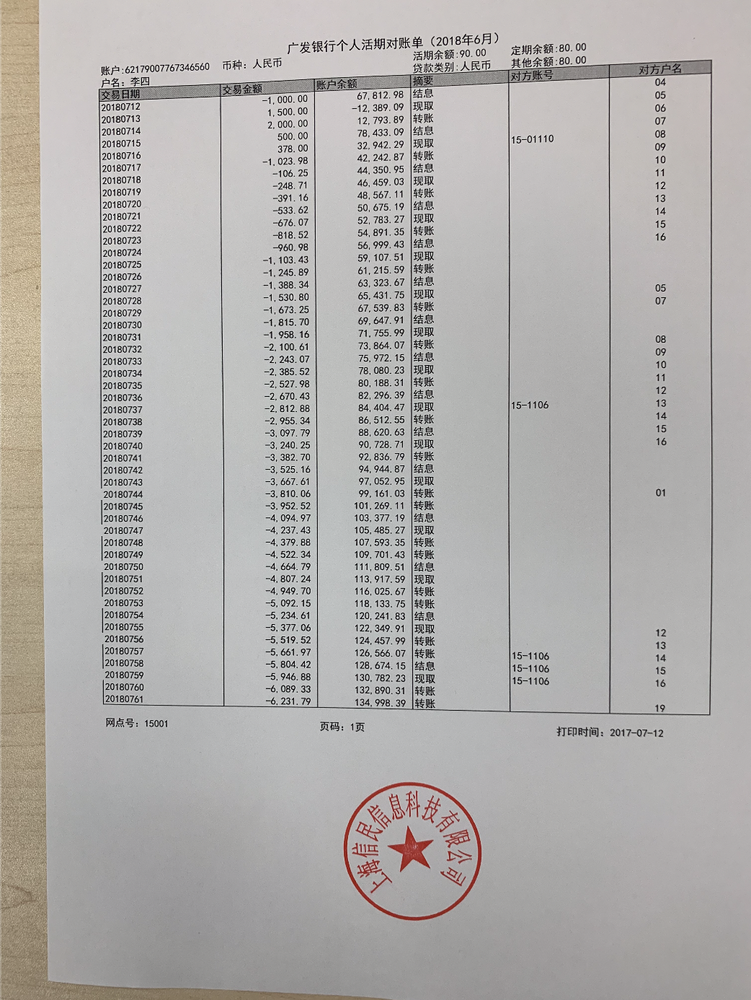 广发银行个人活期对账单（2018年6月）
账户:62179007767346560 币种：人民币 活期余额:90.00 定期余额:80.00
户名：李四 贷款类别:人民币 其他余额:80.00
交易日期 交易金额 账户余额 摘要 对方账号 对方户名
20180712 -1,000.00 67,812.98 结息 04
20180713 1,500.00 -12,389.09 现取 05
20180714 2,000.00 12,793.89 转账 06
20180715 500.00 78,433.09 结息 07
20180716 378.00 32,942.29 现取 15-01110 08
20180717 -1,023.98 42,242.87 转账 09
20180718 -106.25 44,350.95 结息 10
20180719 -248.71 46,459.03 现取 11
20180720 -391.16 48,567.11 转账 12
20180721 -533.62 50,675.19 结息 13
20180722 -676.07 52,783.27 现取 14
20180723 -818.52 54,891.35 转账 15
20180724 -960.98 56,999.43 结息 16
20180725 -1,103.43 59,107.51 现取
20180726 -1,245.89 61,215.59 转账
20180727 -1,388.34 63,323.67 结息
20180728 -1,530.80 65,431.75 现取 05
20180729 -1,673.25 67,539.83 转账 07
20180730 -1,815.70 69,647.91 结息
20180731 -1,958.16 71,755.99 现取
20180732 -2,100.61 73,864.07 转账 08
20180733 -2,243.07 75,972.15 结息 09
20180734 -2,385.52 78,080.23 现取 10
20180735 -2,527.98 80,188.31 转账 11
20180736 -2,670.43 82,296.39 结息 12
20180737 -2,812.88 84,404.47 现取 15-1106 13
20180738 -2,955.34 86,512.55 转账 14
20180739 -3,097.79 88,620.63 结息 15
20180740 -3,240.25 90,728.71 现取 16
20180741 -3,382.70 92,836.79 转账
20180742 -3,525.16 94,944.87 结息
20180743 -3,667.61 97,052.95 现取
20180744 -3,810.06 99,161.03 转账 01
20180745 -3,952.52 101,269.11 转账
20180746 -4,094.97 103,377.19 结息
20180747 -4,237.43 105,485.27 现取
20180748 -4,379.88 107,593.35 转账
20180749 -4,522.34 109,701.43 转账
20180750 -4,664.79 111,809.51 结息
20180751 -4,807.24 113,917.59 现取
20180752 -4,949.70 116,025.67 转账
20180753 -5,092.15 118,133.75 转账
20180754 -5,234.61 120,241.83 结息
20180755 -5,377.06 122,349.91 现取 12
20180756 -5,519.52 124,457.99 转账 13
20180757 -5,661.97 126,566.07 转账 15-1106 14
20180758 -5,804.42 128,674.15 结息 15-1106 15
20180759 -5,946.88 130,782.23 现取 15-1106 16
20180760 -6,089.33 132,890.31 转账
20180761 -6,231.79 134,998.39 转账 19
网点号：15001 页码：1页 打印时间：2017-07-12
上海信民信息科技有限公司